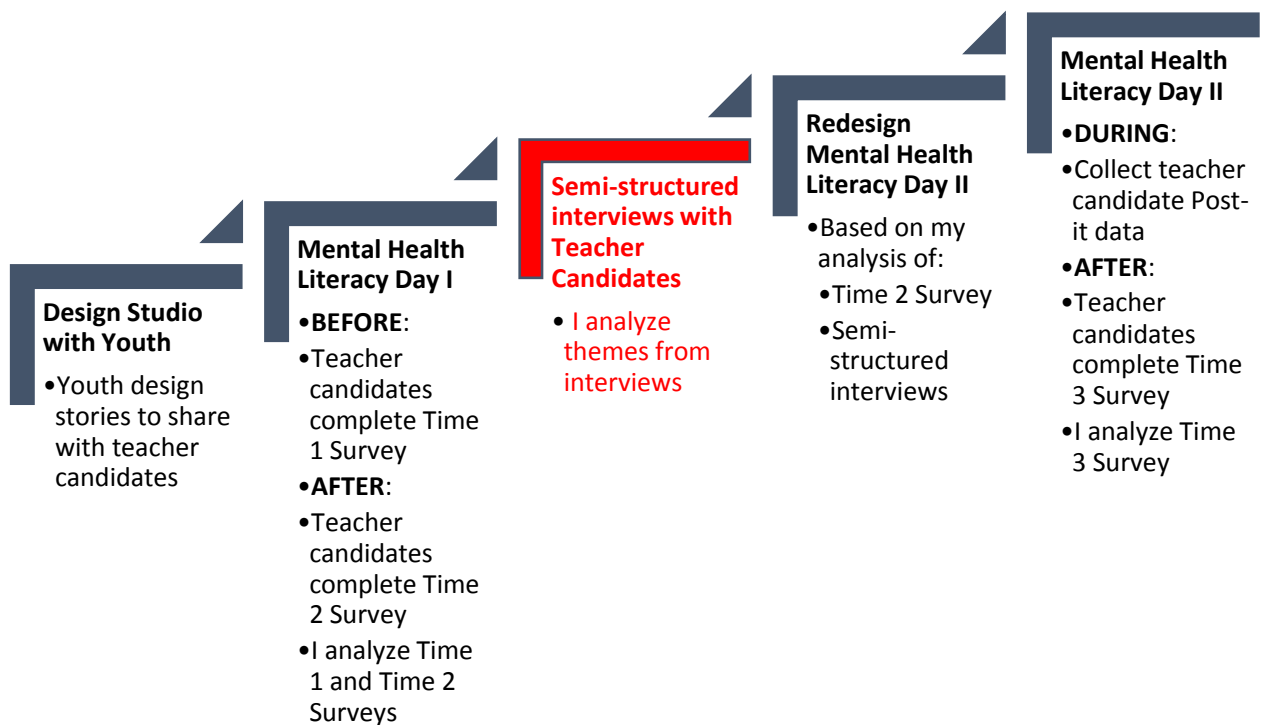 Design Studio
with Youth
•Youth design
stories to share
with teacher
candidates
Mental Health
Literacy Day I
•BEFORE:
•Teacher
candidates
complete Time
1 Survey
•AFTER:
•Teacher
candidates
complete Time
2 Survey
•I analyze Time
1 and Time 2
Surveys
Semi-structured
interviews with
Teacher
Candidates
• I analyze
themes from
interviews
Redesign
Mental Health
Literacy Day II
•Based on my
analysis of:
•Time 2 Survey
•Semi-
structured
interviews
Mental Health
Literacy Day II
•DURING:
•Collect teacher
candidate Post-
it data
•AFTER:
•Teacher
candidates
complete Time
3 Survey
•I analyze Time
3 Survey